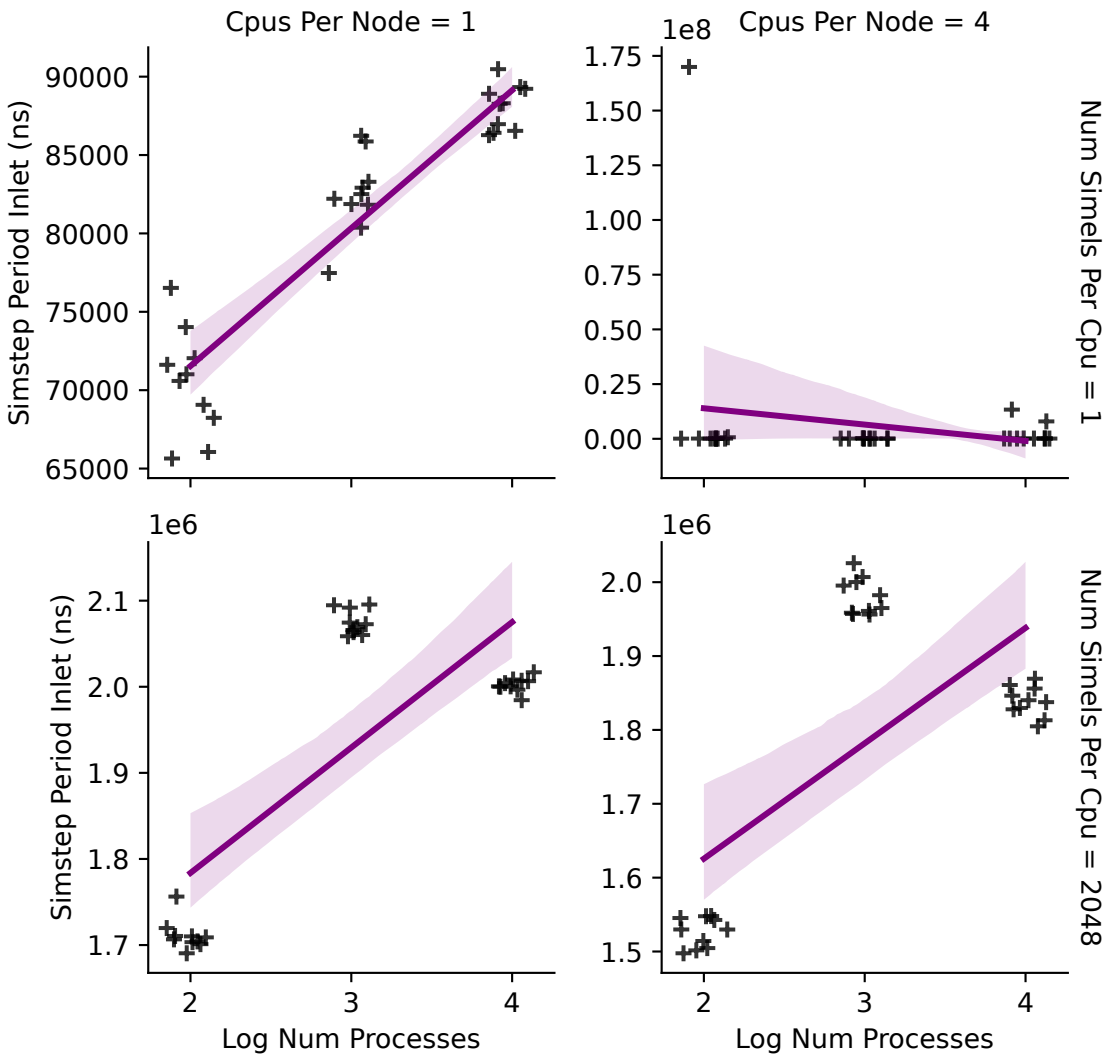 Cpus Per Node = 1
Cpus Per Node = 4
1e8
Simstep Period Inlet (ns)
90000
85000
80000
75000
70000
65000
1.75
1.50
1.25
1.00
0.75
0.50
0.25
0.00
Num Simels Per Cpu = 1
1e6
Simstep Period Inlet (ns)
2.1
2.0
1.9
1.8
1.7
2
3
4
Log Num Processes
1e6
2.0
1.9
1.8
1.7
1.6
1.5
2
3
4
Log Num Processes
Num Simels Per Cpu = 2048